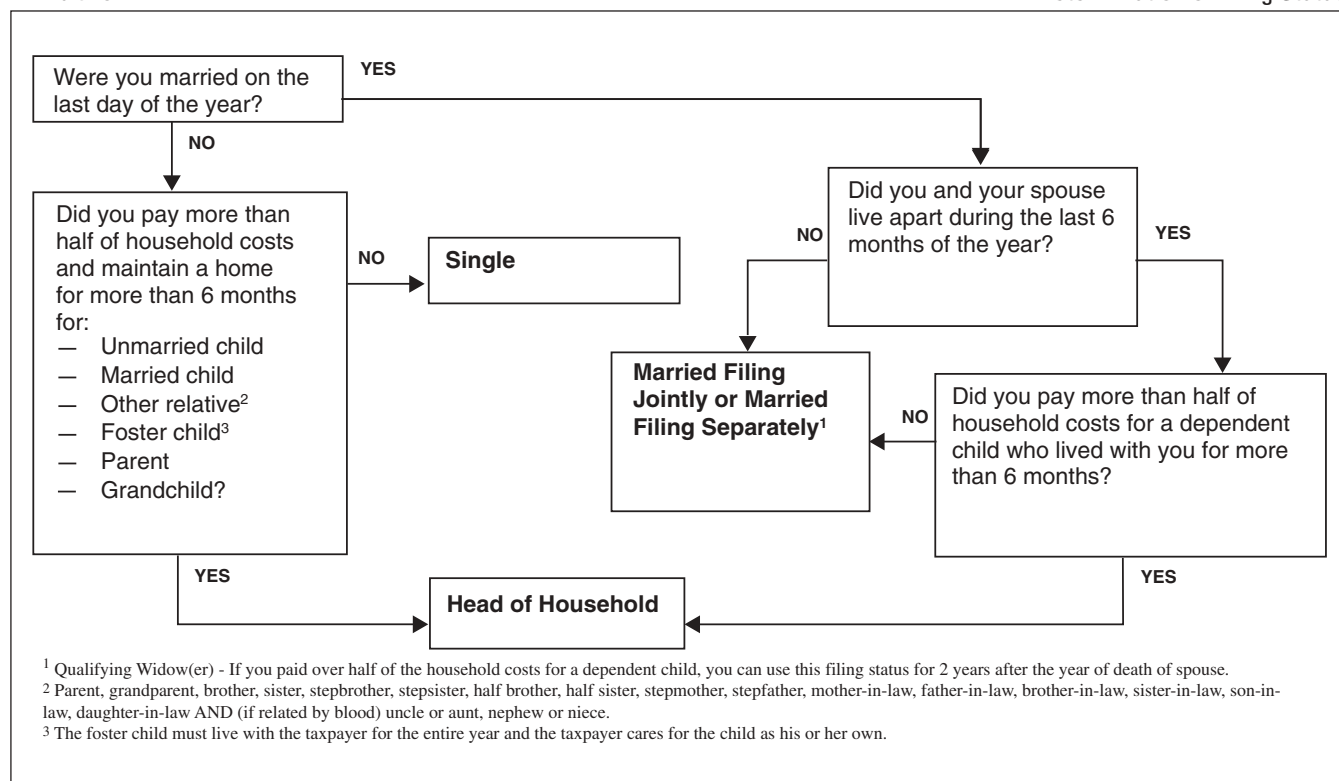 Were you married on the
last day of the year?
YES
NO
Did you pay more than
half of household costs
and maintain a home
for more than 6 months
for:
— Unmarried child
— Married child
— Other relative2
— Foster child3
— Parent
— Grandchild?
NO
Single
Did you and your spouse
live apart during the last 6
months of the year?
NO
YES
Married Filing
Jointly or Married
Filing Separately1
NO
Did you pay more than half of
household costs for a dependent
child who lived with you for more
than 6 months?
YES
YES
Head of Household
1 Qualifying Widow(er) - If you paid over half of the household costs for a dependent child, you can use this filing status for 2 years after the year of death of spouse.
2 Parent, grandparent, brother, sister, stepbrother, stepsister, half brother, half sister, stepmother, stepfather, mother-in-law, father-in-law, brother-in-law, sister-in-law, son-in-
law, daughter-in-law AND (if related by blood) uncle or aunt, nephew or niece.
3 The foster child must live with the taxpayer for the entire year and the taxpayer cares for the child as his or her own.